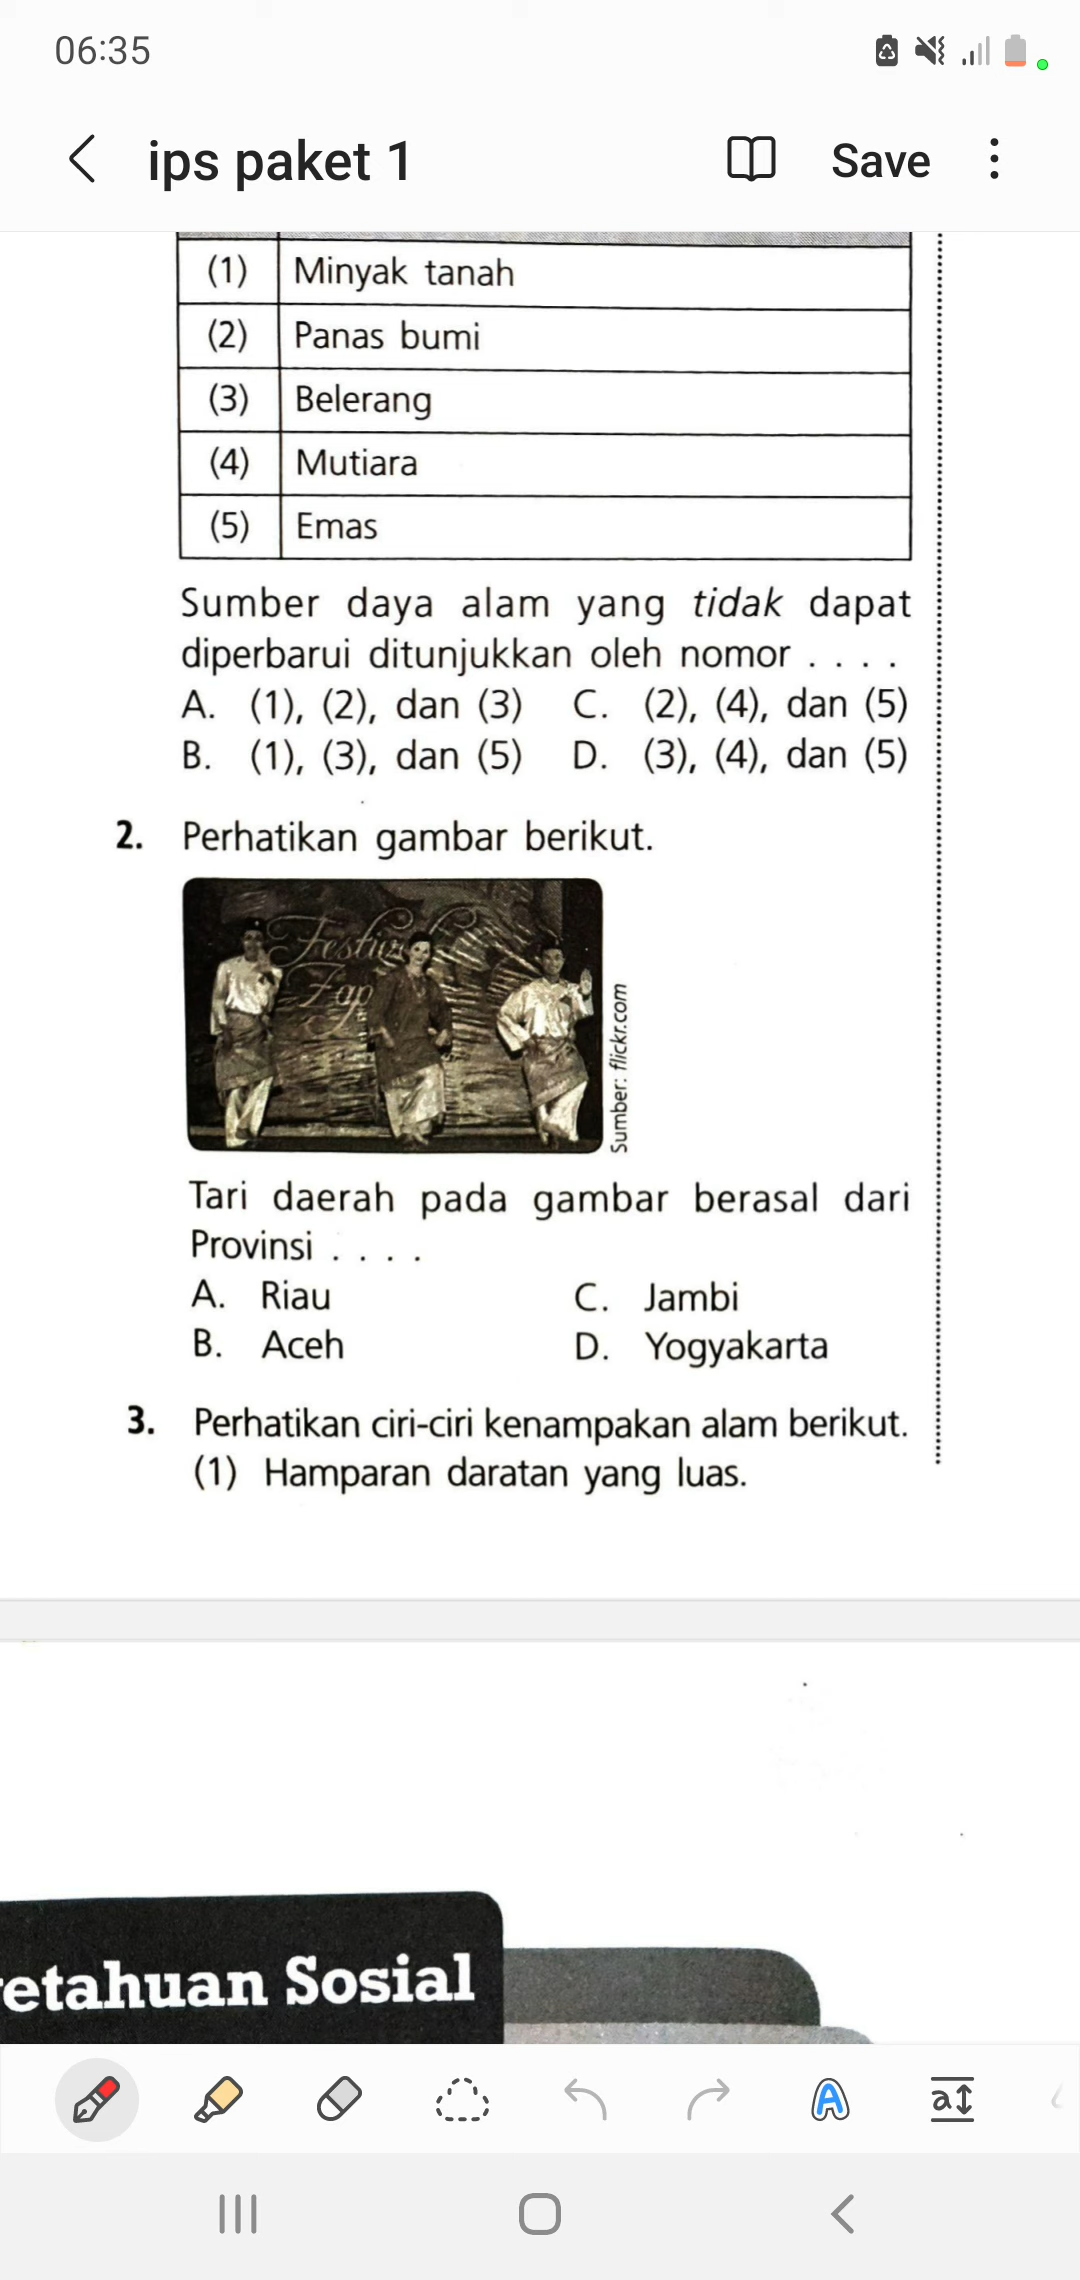 06:35
ips paket 1
Save
(1) Minyak tanah
(2) Panas bumi
(3) Belerang
(4) Mutiara
(5) Emas
Sumber daya alam yang tidak dapat
diperbarui ditunjukkan oleh nomor . . . .
A. (1), (2), dan (3) C. (2), (4), dan (5)
B. (1), (3), dan (5) D. (3), (4), dan (5)
2. Perhatikan gambar berikut.
Zap
Sumber: flickr.com
Tari daerah pada gambar berasal dari
Provinsi . . . .
A. Riau C. Jambi
B. Aceh D. Yogyakarta
3. Perhatikan ciri-ciri kenampakan alam berikut.
(1) Hamparan daratan yang luas.
etahuan Sosial